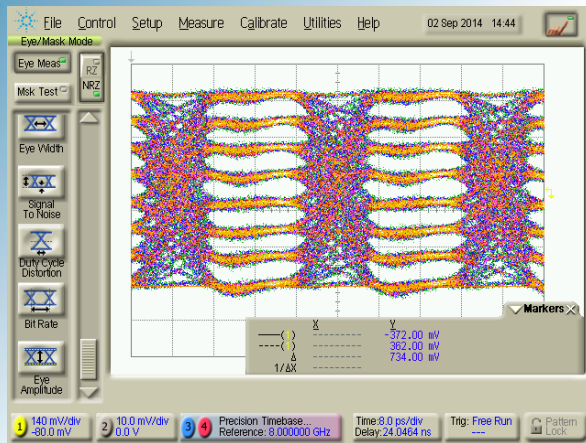 File Control Setup Measure Calibrate Utilities Help 02 Sep 2014 14:44
Eye/Mask Mode
Eye Meas
Msk Test
RZ
NRZ
Eye Width
Signal
To Noise
Duty Cycle
Distortion
Bit Rate
Eye
Amplitude
Markers
X Y
-----( ) ---------- -372.00 mV
----( ) ---------- 362.00 mV
Δ ---------- 734.00 mV
1/ΔX ----------
1 140 mV/div
-80.0 mV
2 10.0 mV/div
0.0 V
3 4 Precision Timebase...
Reference: 8.000000 GHz
Time:8.0 ps/div
Delay:24.0464 ns
Trig: Free Run
---
Pattern
Lock